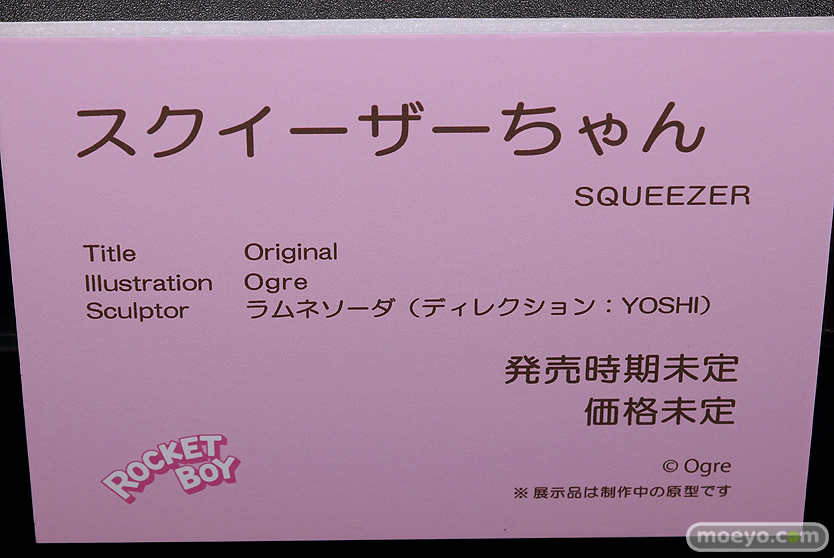 スクイーザーちゃん
SQUEEZER
Title Original
Illustration Ogre
Sculptor ラムネソーダ（ディレクション：YOSHI）
発売時期未定
価格未定
ROCKET BOY
© Ogre
※展示品は制作中の原型です
moeyo.com